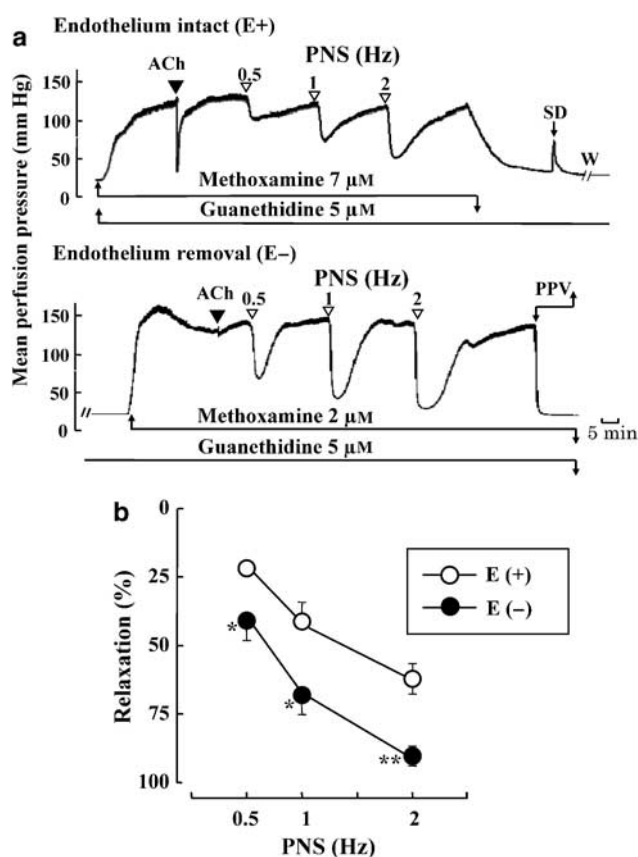 a
Endothelium intact (E+)
PNS (Hz)
ACh
0.5
1
2
SD
W
150
100
50
0
Methoxamine 7 µM
Guanethidine 5 µM
Mean perfusion pressure (mm Hg)
Endothelium removal (E−)
PNS (Hz)
ACh
0.5
1
2
PPV
150
100
50
0
Methoxamine 2 µM
5 min
Guanethidine 5 µM
b
0
25
50
75
100
Relaxation (%)
E (+)
E (−)
*
*
**
0.5 1 2
PNS (Hz)